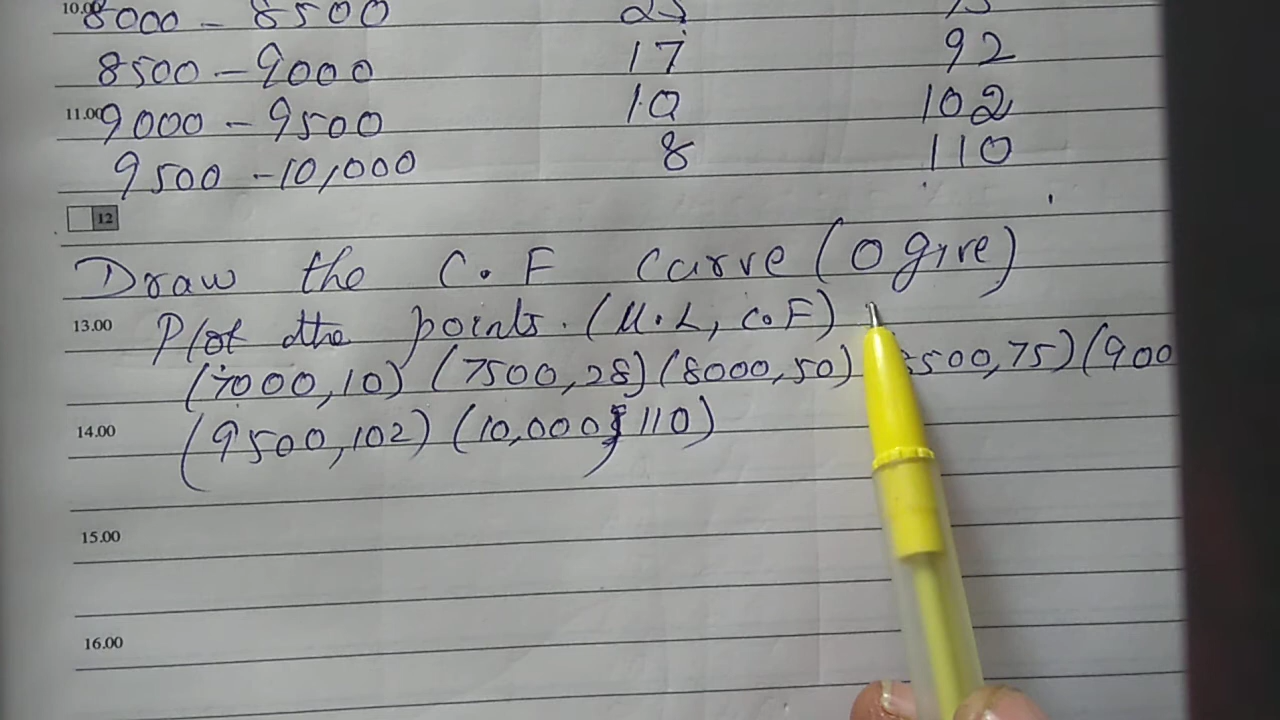 10.00 8000 - 8500 25
8500 - 9000 17 92
11.00 9000 - 9500 10 102
9500 - 10,000 8 110
12
Draw the C.F Curve (Ogive)
13.00 Plot the points. (U.L, C.F)
(7000,10) (7500,28) (8000,50) 8500,75) (900
14.00 (9500,102) (10,000,110)
15.00
16.00